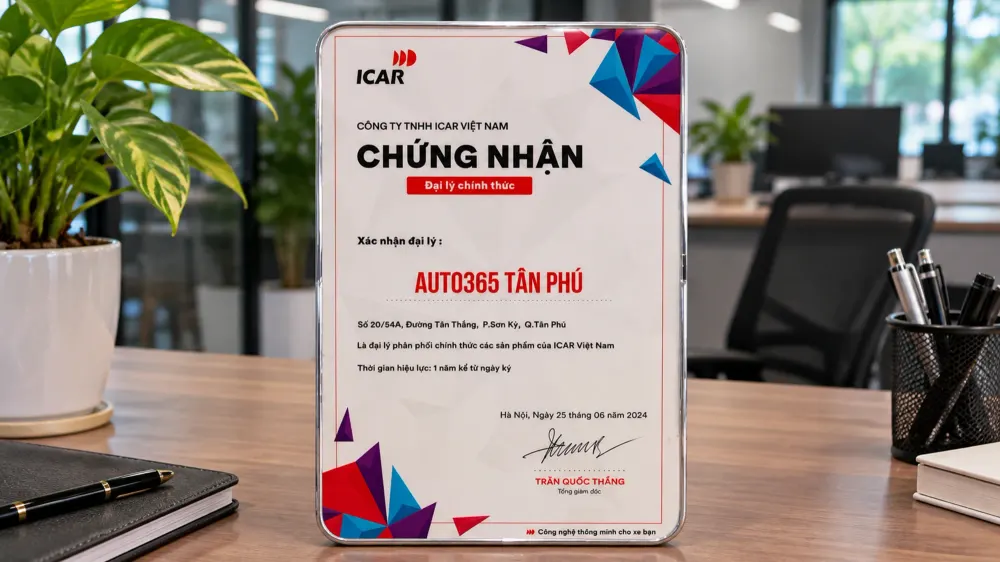 ICAR
CÔNG TY TNHH ICAR VIỆT NAM
CHỨNG NHẬN
Đại lý chính thức
Xác nhận đại lý :
AUTO365 TÂN PHÚ
Số 20/54A, Đường Tân Thắng, P.Sơn Kỳ, Q.Tân Phú
Là đại lý phân phối chính thức các sản phẩm của ICAR Việt Nam
Thời gian hiệu lực: 1 năm kể từ ngày ký
Hà Nội, Ngày 25 tháng 06 năm 2024
TRẦN QUỐC THẮNG
Tổng giám đốc
Công nghệ thông minh cho xe bạn